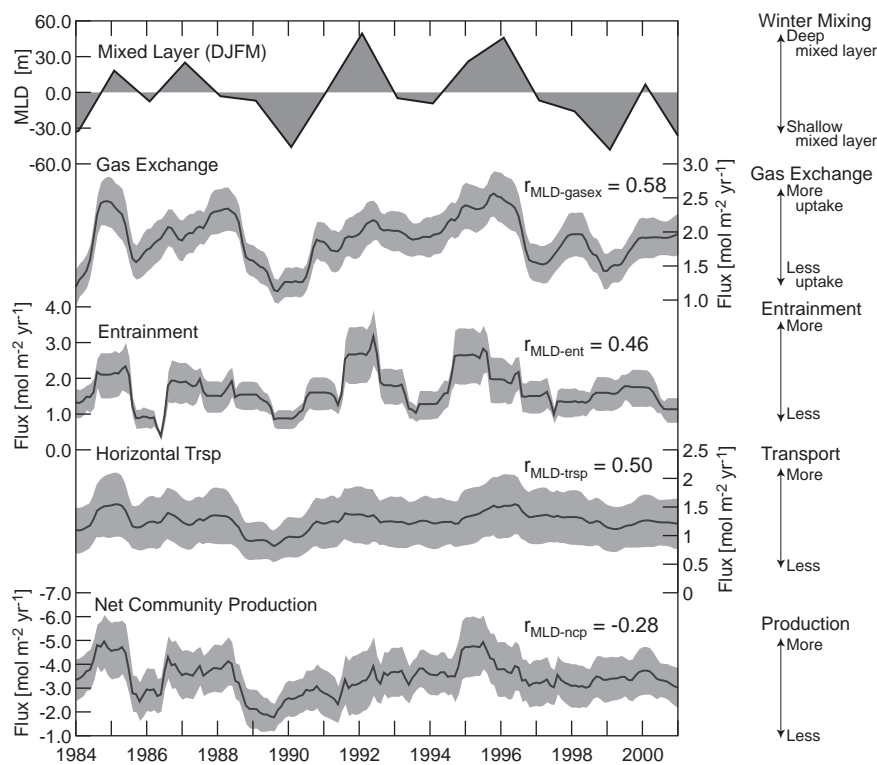 60.0
30.0
0.0
-30.0
-60.0
MLD [m]
Mixed Layer (DJFM)
Winter Mixing
Deep
mixed layer
Shallow
mixed layer
Gas Exchange
r_MLD-gasex = 0.58
3.0
2.5
2.0
1.5
1.0
Flux [mol m⁻² yr⁻¹]
Gas Exchange
More
uptake
Less
uptake
4.0
3.0
2.0
1.0
0.0
Flux [mol m⁻² yr⁻¹]
Entrainment
r_MLD-ent = 0.46
Entrainment
More
Less
Horizontal Trsp
r_MLD-trsp = 0.50
2.5
2.0
1.5
1
0.5
0
Flux [mol m⁻² yr⁻¹]
Transport
More
Less
-7.0
-6.0
-5.0
-4.0
-3.0
-2.0
-1.0
Flux [mol m⁻² yr⁻¹]
Net Community Production
r_MLD-ncp = -0.28
Production
More
Less
1984 1986 1988 1990 1992 1994 1996 1998 2000